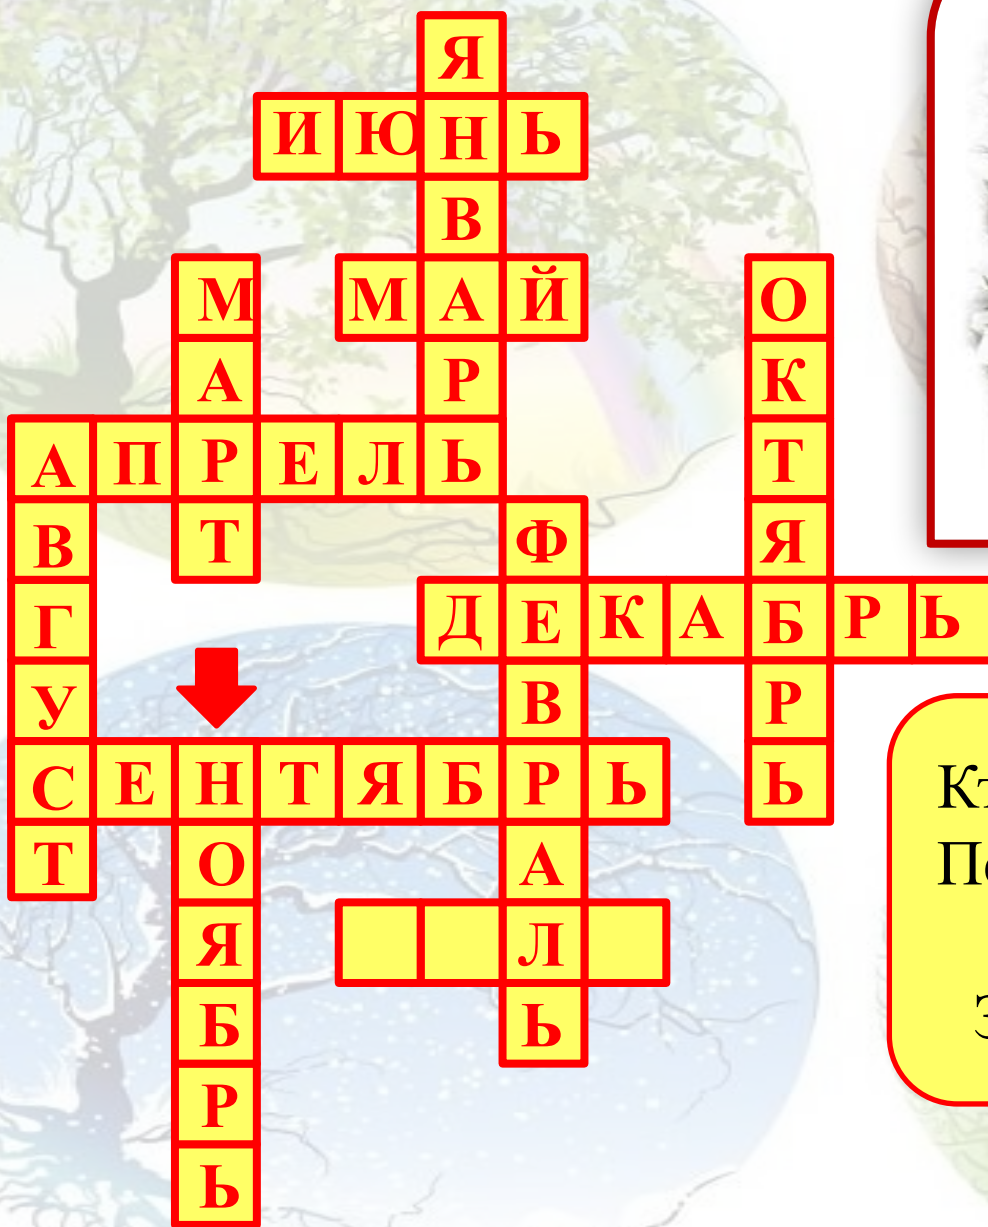 Я
ИЮНЬ
В
М МАЙ О
А Р К
АПРЕЛЬ Т
В Т Ф Я
Г ДЕКАБРЬ
У В Р
СЕНТЯБРЬ Ь
Т О А
Я Л
Б Ь
Р
Ь